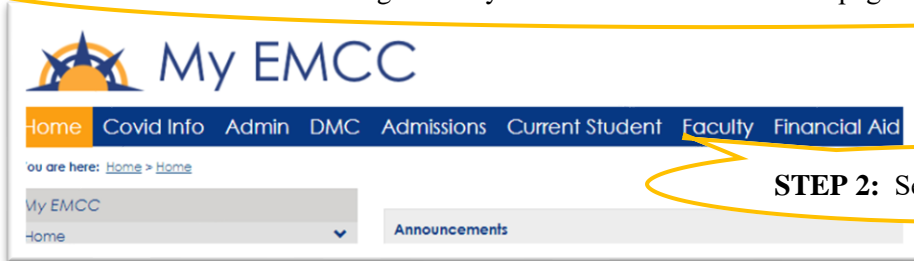 page
My EMCC
Home Covid Info Admin DMC Admissions Current Student Faculty Financial Aid
You are here: Home > Home
STEP 2:
My EMCC
Home
Announcements